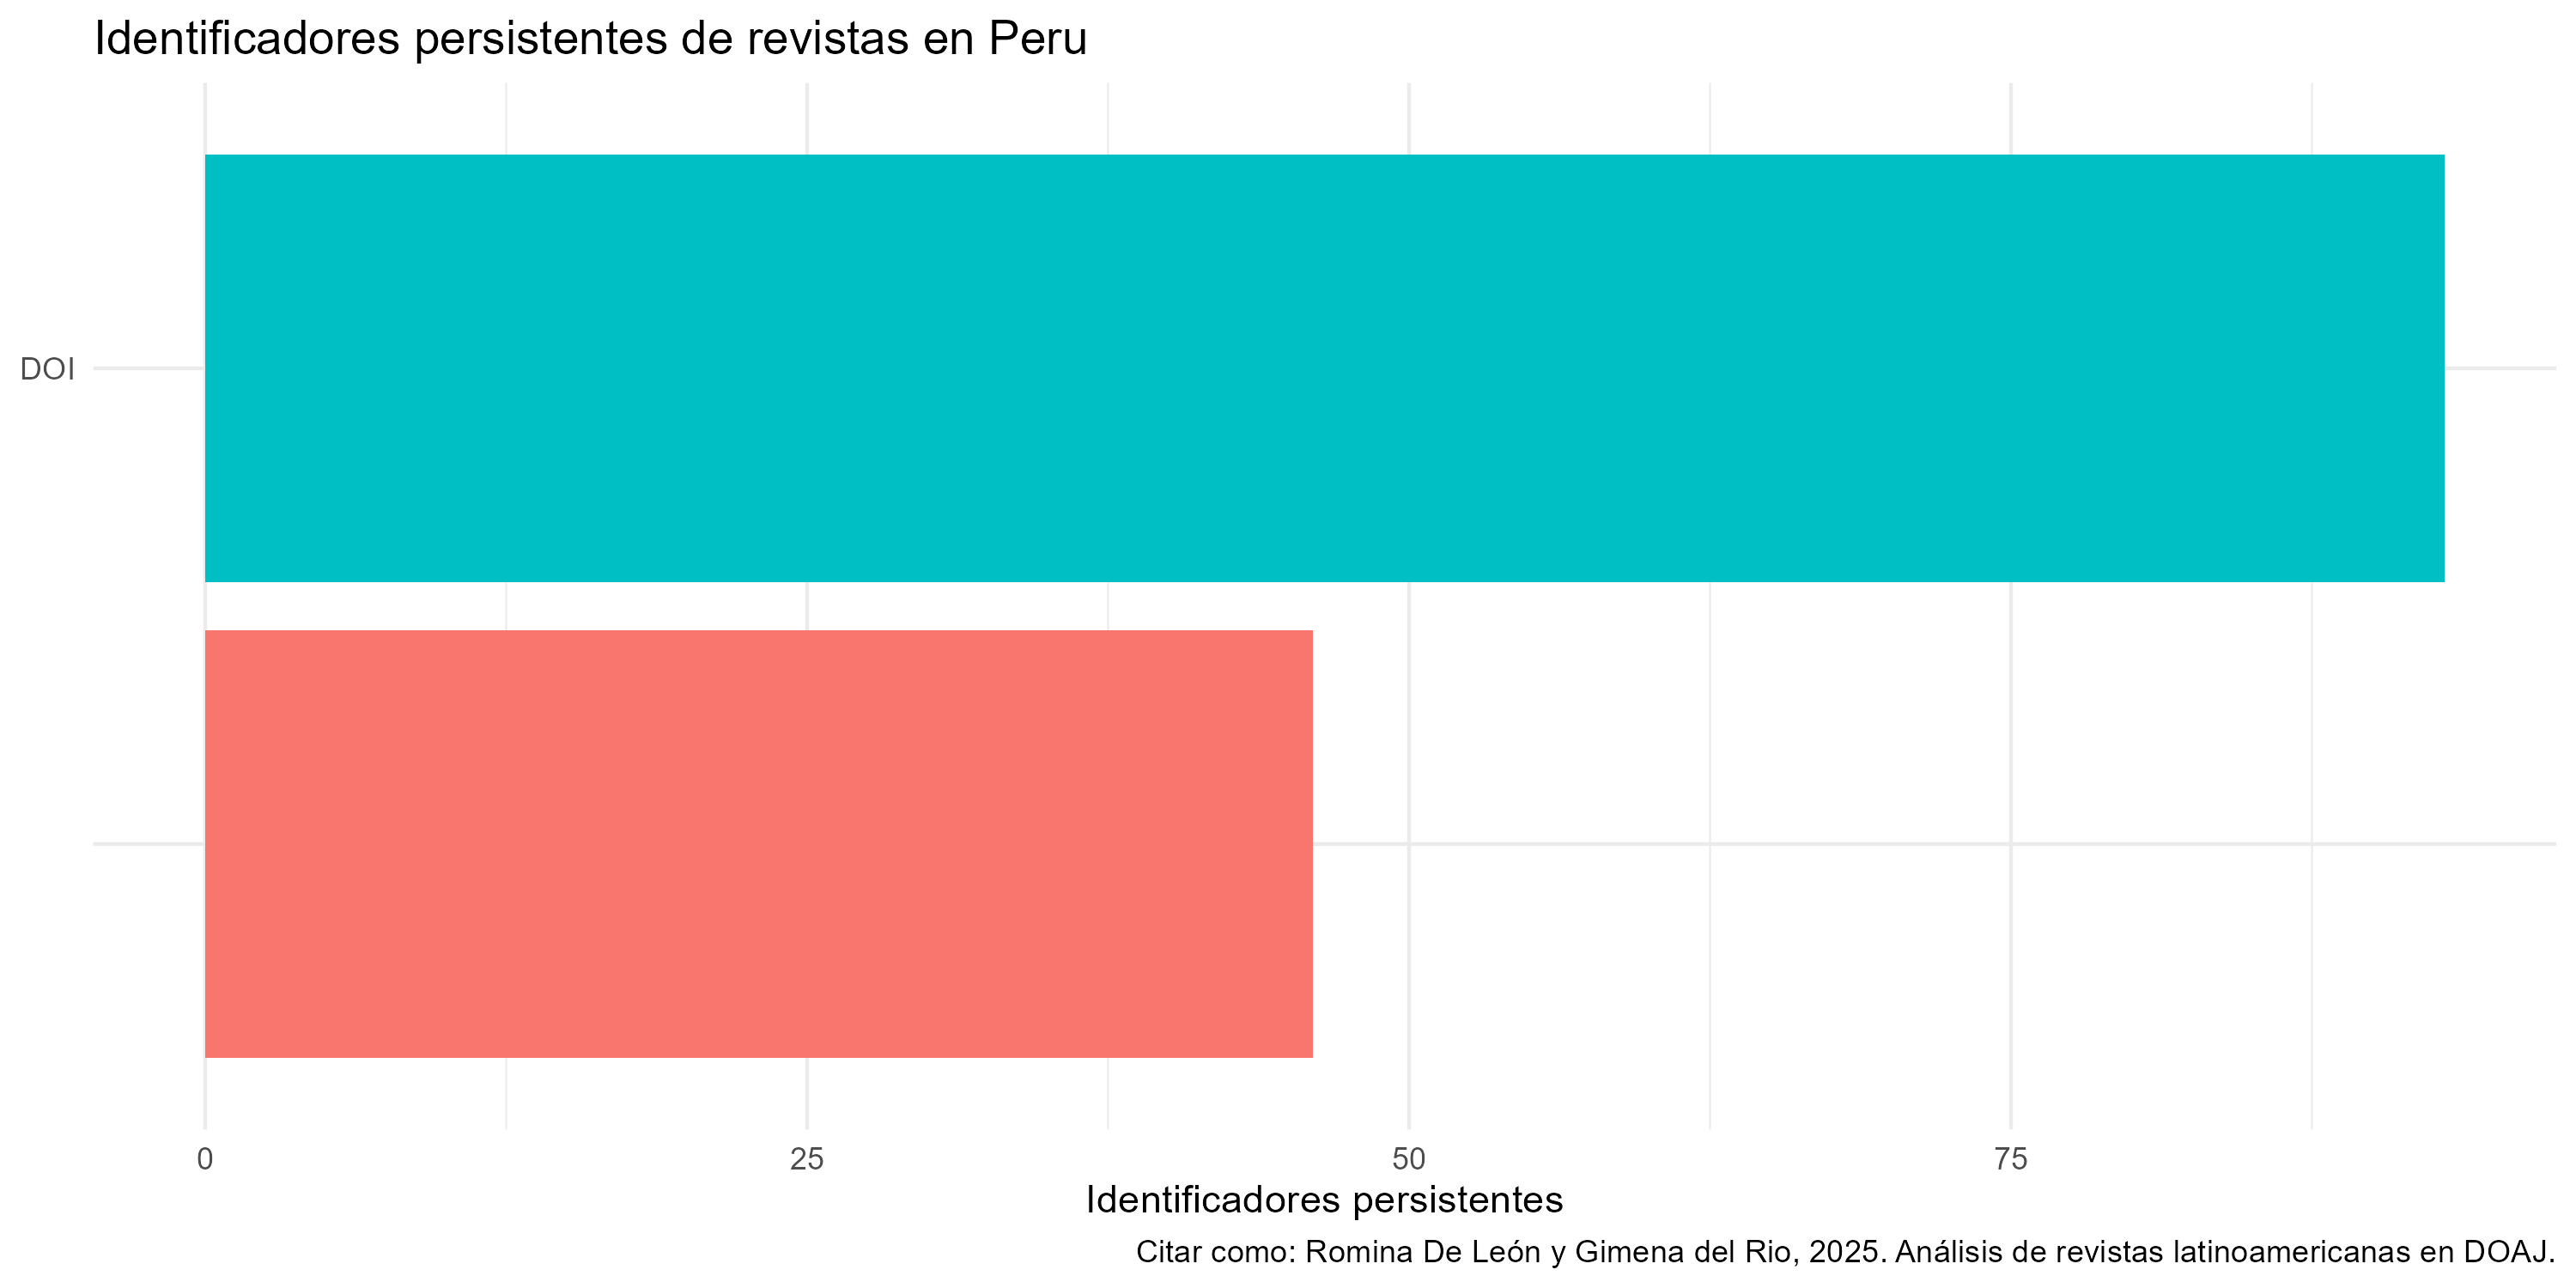 Identificadores persistentes de revistas en Peru
DOI
0
25
50
75
Identificadores persistentes
Citar como: Romina De León y Gimena del Rio, 2025. Análisis de revistas latinoamericanas en DOAJ.